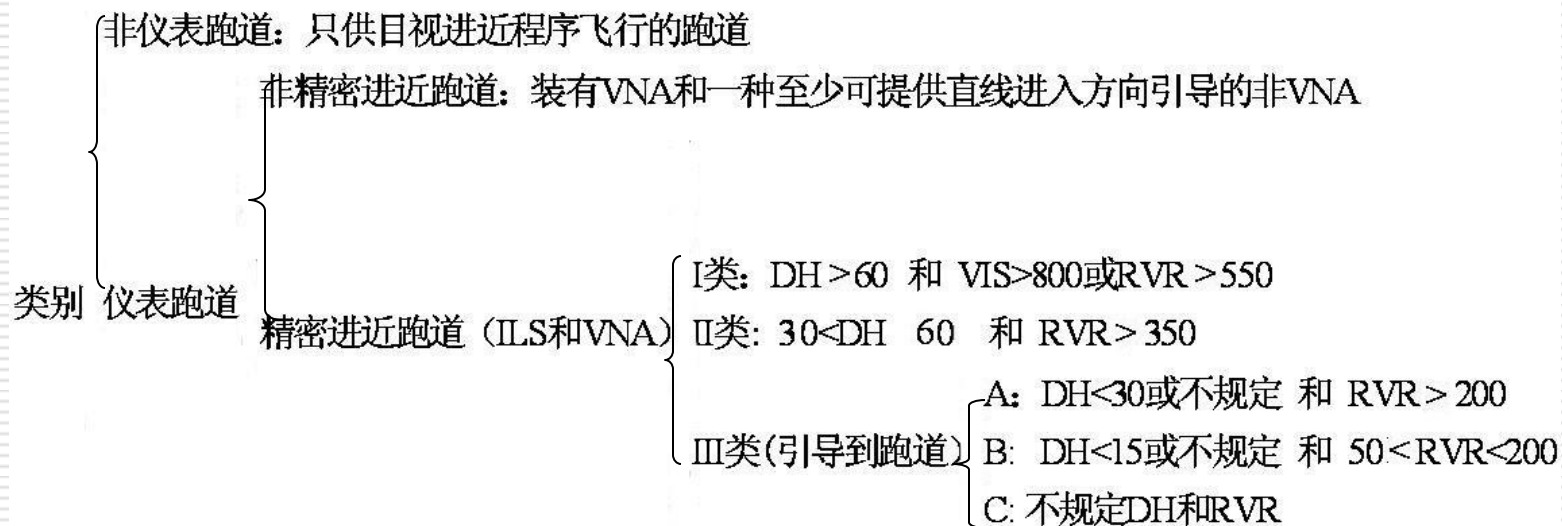 非仪表跑道：只供目视进近程序飞行的跑道
非精密进近跑道：装有VNA和一种至少可提供直线进入方向引导的非VNA
类别 仪表跑道
精密进近跑道（ILS和VNA）
I类：DH>60 和 VIS>800或RVR>550
II类: 30<DH 60 和 RVR>350
III类(引导到跑道)
A：DH<30或不规定 和 RVR>200
B: DH<15或不规定 和 50<RVR<200
C: 不规定DH和RVR